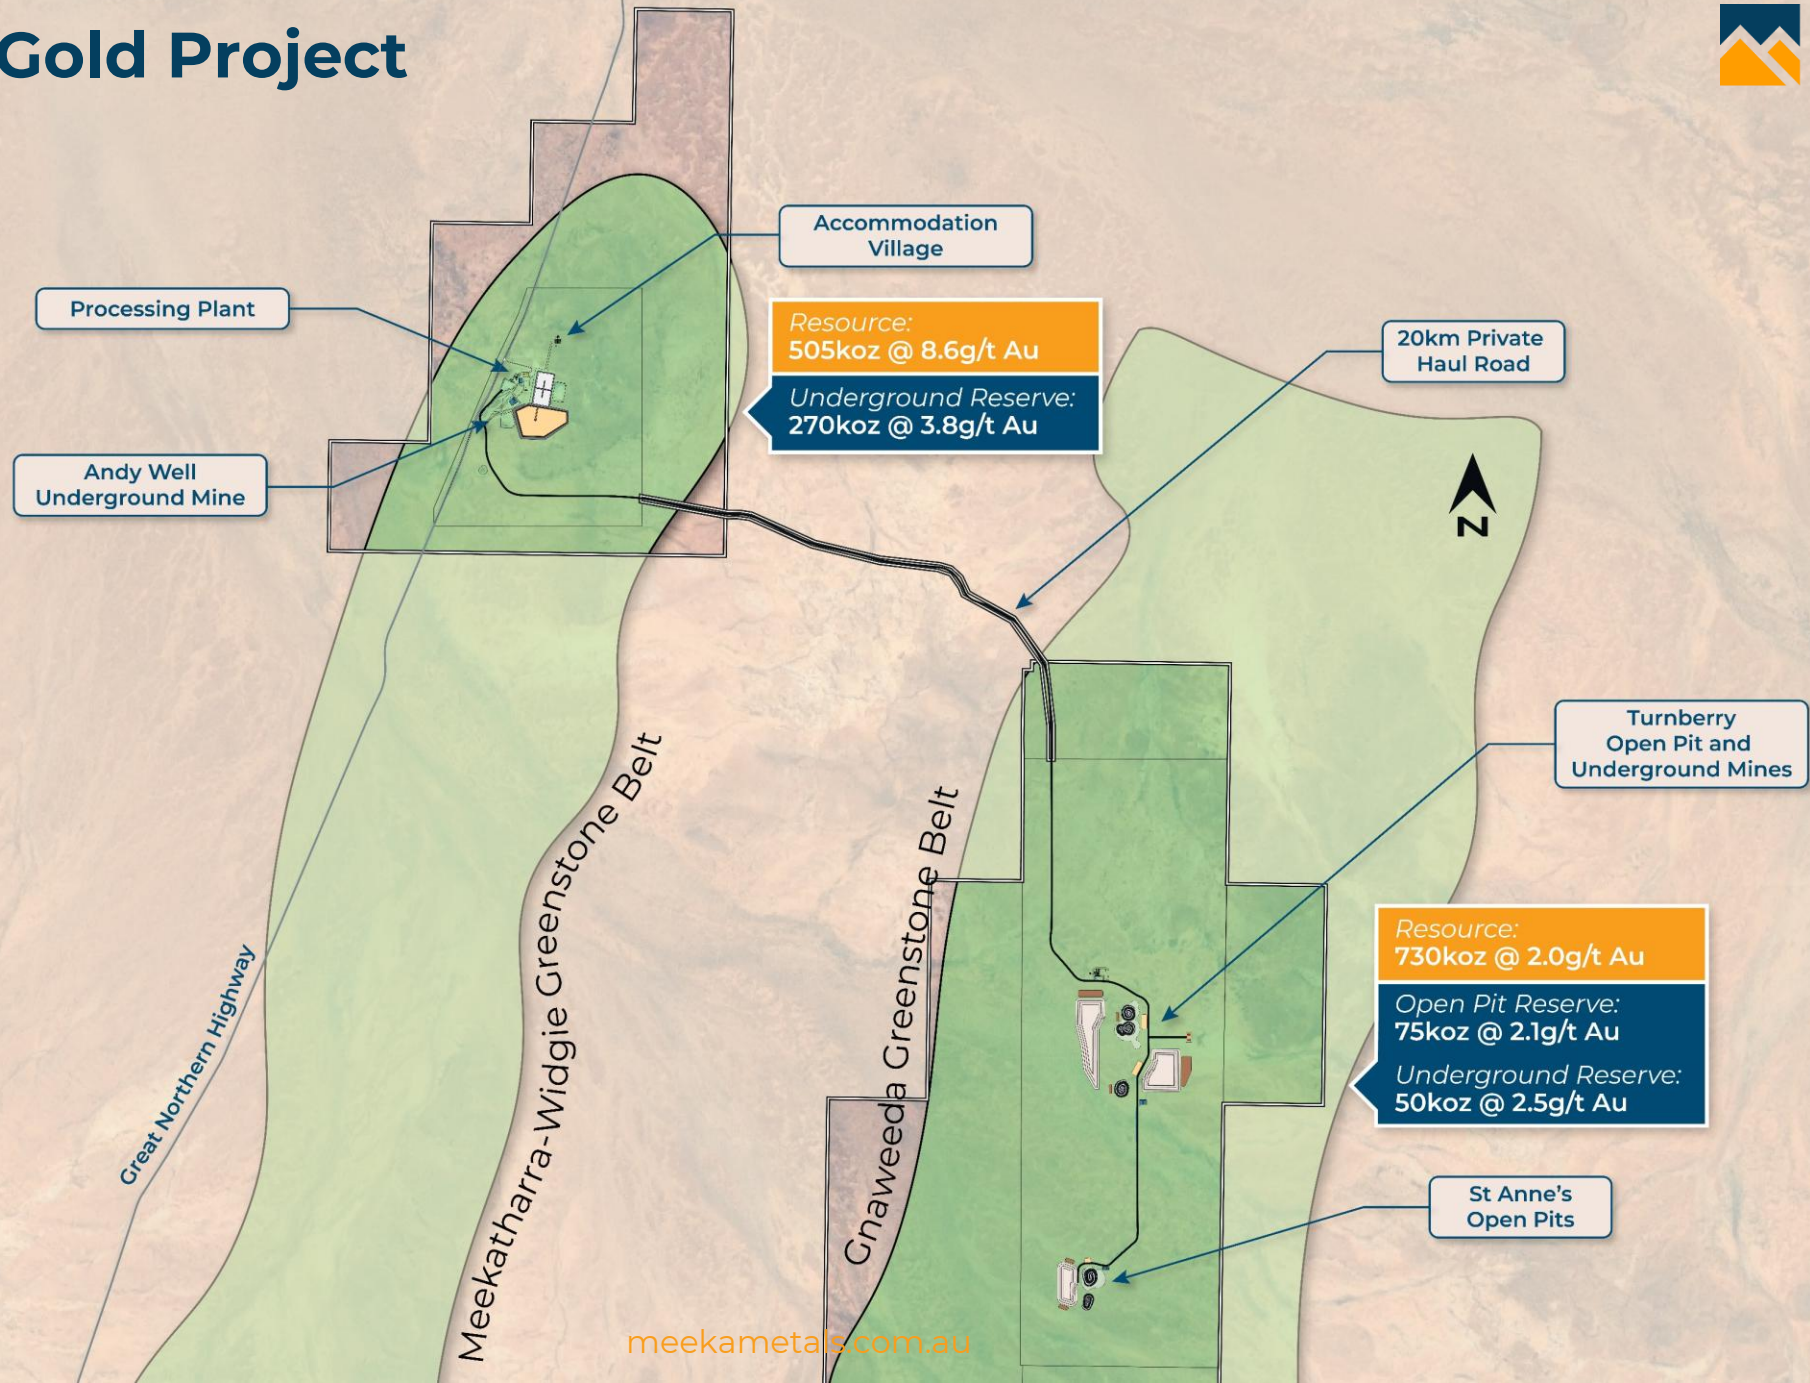 Gold Project
Accommodation
Village
Processing Plant
Resource:
505koz @ 8.6g/t Au
Underground Reserve:
270koz @ 3.8g/t Au
20km Private
Haul Road
Andy Well
Underground Mine
N
Turnberry
Open Pit and
Underground Mines
Meekatharra-Widgie Greenstone Belt
Gnaweeda Greenstone Belt
Great Northern Highway
Resource:
730koz @ 2.0g/t Au
Open Pit Reserve:
75koz @ 2.1g/t Au
Underground Reserve:
50koz @ 2.5g/t Au
St Anne's
Open Pits
meekametals.com.au